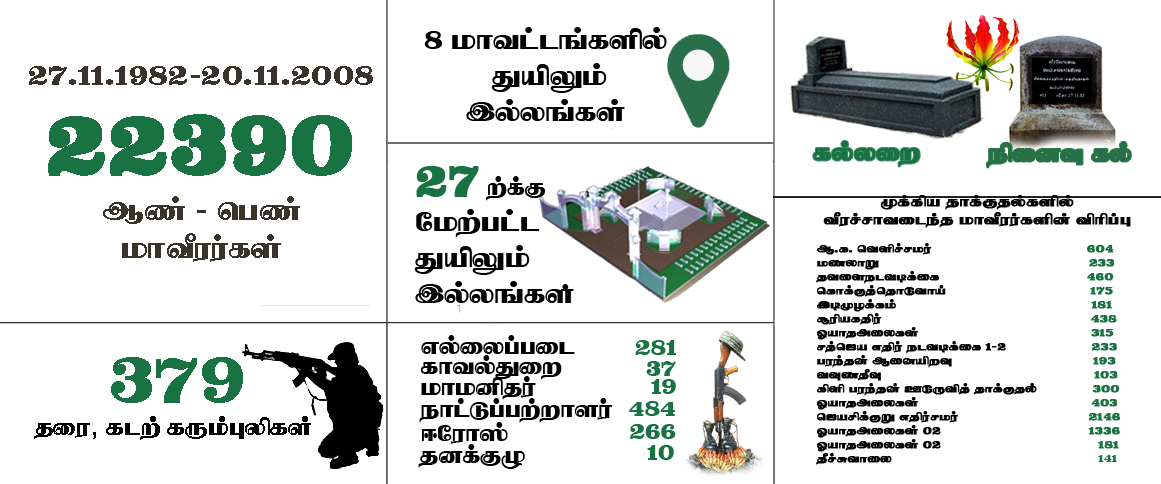 27.11.1982-20.11.2008
22390
ஆண் - பெண்
மாவீரர்கள்
8 மாவட்டங்களில்
துயிலும்
இல்லங்கள்
27 ற்க்கு
மேற்பட்ட
துயிலும்
இல்லங்கள்
கல்லறை
நினைவு கல்
379
தரை, கடற் கரும்புலிகள்
எல்லைப்படை 281
காவல்துறை 37
மாமனிதர் 19
நாட்டுப்பற்றாளர் 484
ஈரோஸ் 266
தனக்குழு 10
முக்கிய தாக்குதல்களில்
வீரச்சாவடைந்த மாவீரர்களின் விரிப்பு
ஆ.க. வெளிச்சமர் 604
மணலாறு 233
தவளைநடவடிக்கை 460
கொக்குத்தொடுவாய் 175
இடிமுழக்கம் 181
சூரியகதிர் 438
ஓயாதஅலைகள் 315
சத்ஜெய எதிர் நடவடிக்கை 1-2 233
பரந்தன் ஆனையிறவு 193
வவுணதீவு 103
கிளி பரந்தன் ஊடுருவித் தாக்குதல் 300
ஓயாதஅலைகள் 403
ஜெயசிக்குறு எதிர்சமர் 2146
ஓயாதஅலைகள் 02 1336
ஓயாதஅலைகள் 02 181
தீச்சுவாலை 141